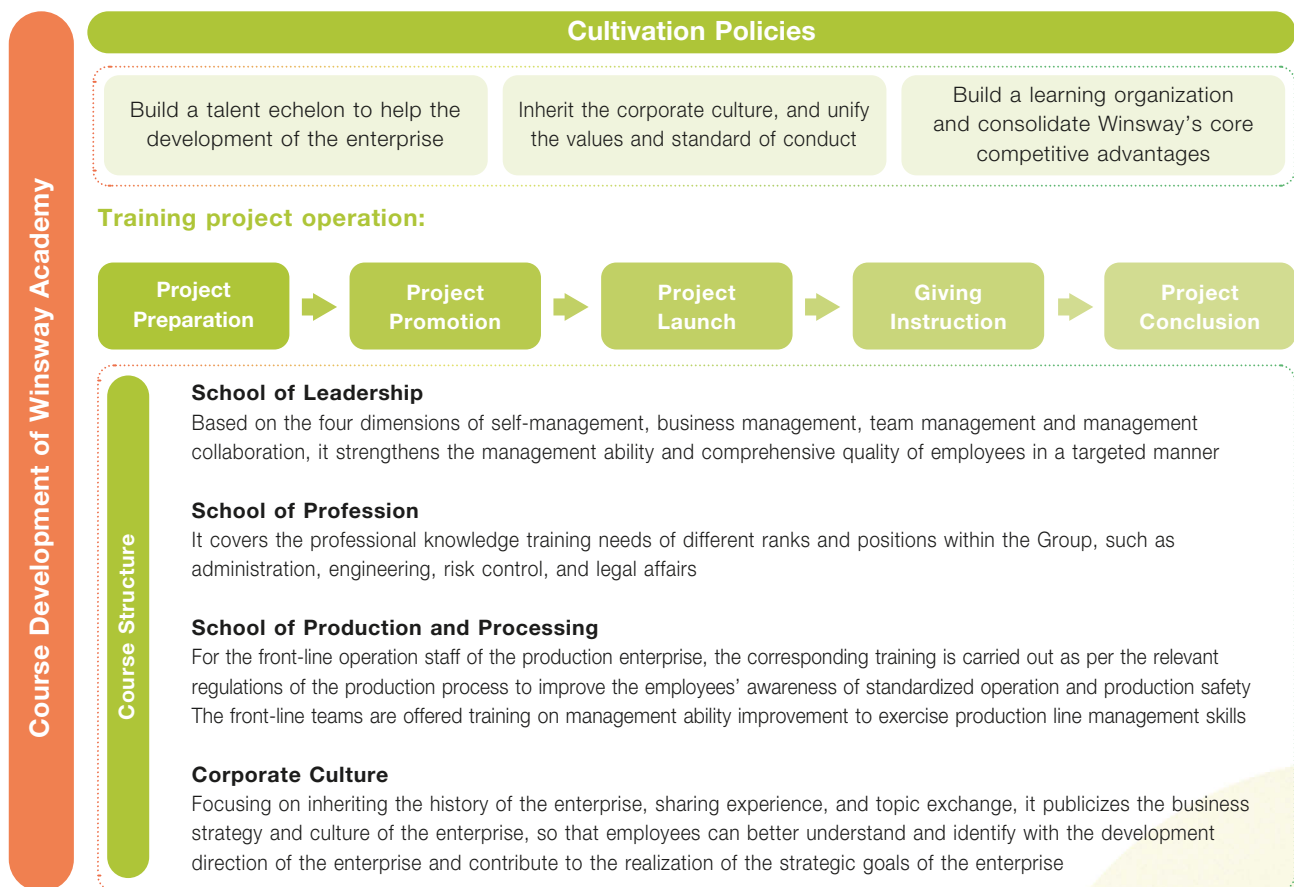 Course Development of Winsway Academy
Cultivation Policies
Build a talent echelon to help the
development of the enterprise
Inherit the corporate culture, and unify
the values and standard of conduct
Build a learning organization
and consolidate Winsway's core
competitive advantages
Training project operation:
Project
Preparation
Project
Promotion
Project
Launch
Giving
Instruction
Project
Conclusion
Course Structure
School of Leadership
Based on the four dimensions of self-management, business management, team management and management
collaboration, it strengthens the management ability and comprehensive quality of employees in a targeted manner
School of Profession
It covers the professional knowledge training needs of different ranks and positions within the Group, such as
administration, engineering, risk control, and legal affairs
School of Production and Processing
For the front-line operation staff of the production enterprise, the corresponding training is carried out as per the relevant
regulations of the production process to improve the employees' awareness of standardized operation and production safety
The front-line teams are offered training on management ability improvement to exercise production line management skills
Corporate Culture
Focusing on inheriting the history of the enterprise, sharing experience, and topic exchange, it publicizes the business
strategy and culture of the enterprise, so that employees can better understand and identify with the development
direction of the enterprise and contribute to the realization of the strategic goals of the enterprise